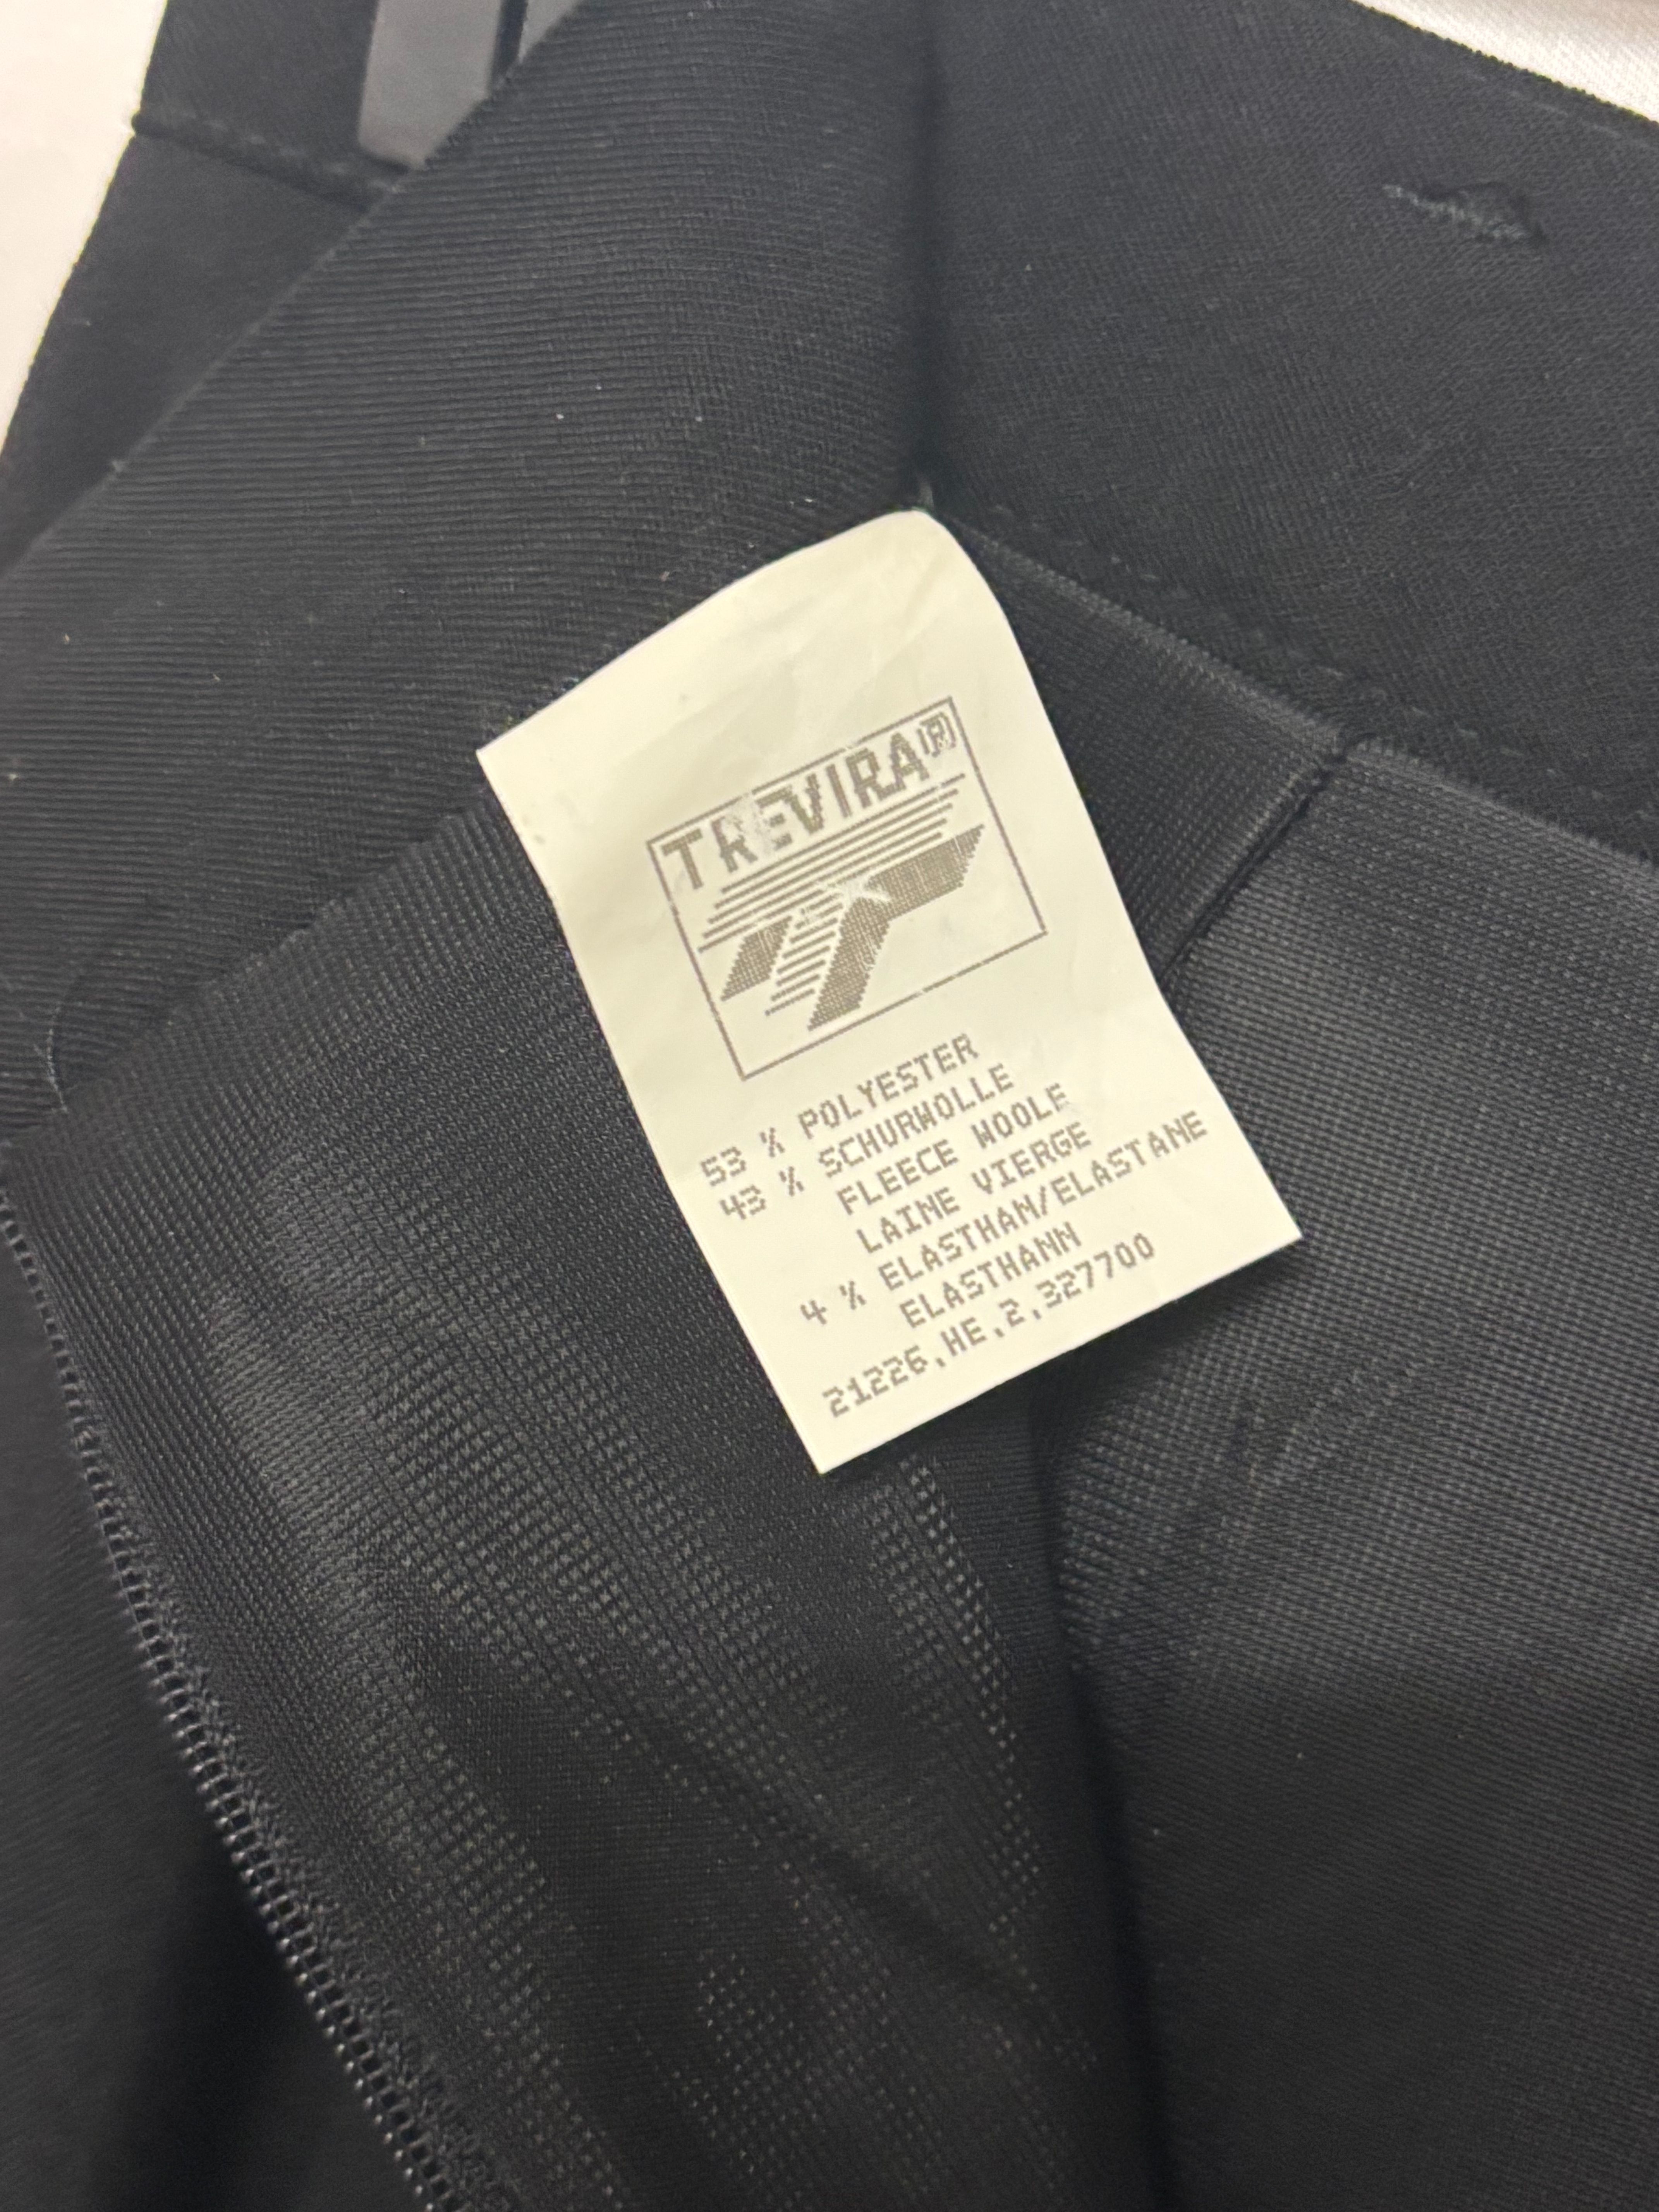 TREVIRA(R)
53 % POLYESTER
43 % SCHURWOLLE
FLEECE WOOLE
LAINE VIERGE
4 % ELASTHAN/ELASTANE
ELASTHANN
21226.HE.2.327700